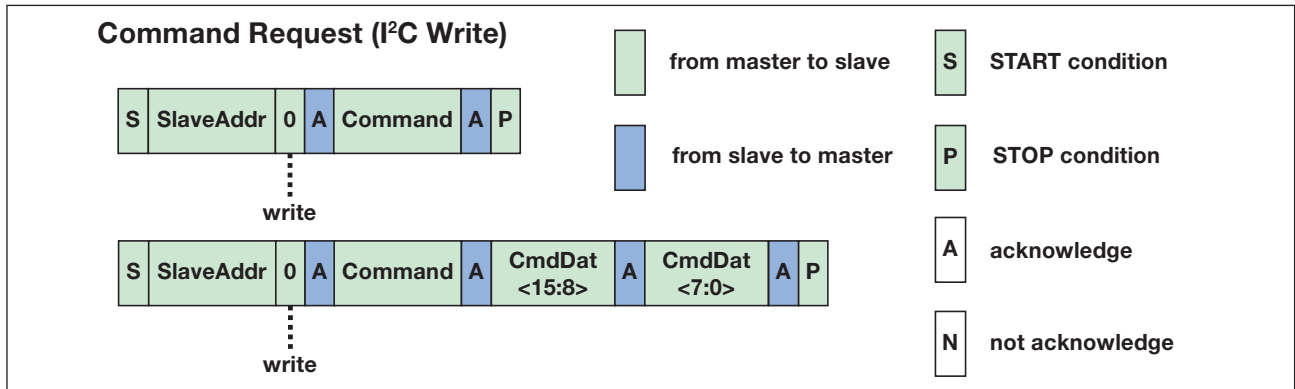 Command Request (I²C Write)
S SlaveAddr 0 A Command A P
write
S SlaveAddr 0 A Command A CmdDat <15:8> A CmdDat <7:0> A P
write
from master to slave
from slave to master
S START condition
P STOP condition
A acknowledge
N not acknowledge